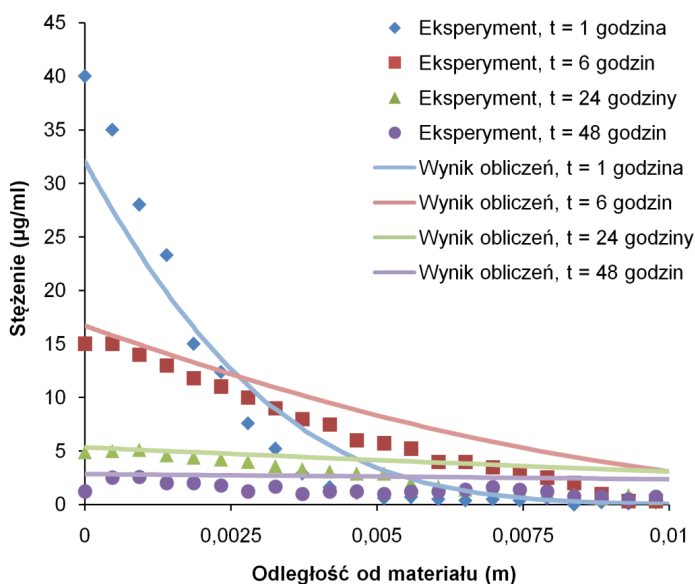 45
40
35
30
25
20
15
10
5
0
Stężenie (µg/ml)
Eksperyment, t = 1 godzina
Eksperyment, t = 6 godzin
Eksperyment, t = 24 godziny
Eksperyment, t = 48 godzin
Wynik obliczeń, t = 1 godzina
Wynik obliczeń, t = 6 godzin
Wynik obliczeń, t = 24 godziny
Wynik obliczeń, t = 48 godzin
0 0,0025 0,005 0,0075 0,01
Odległość od materiału (m)